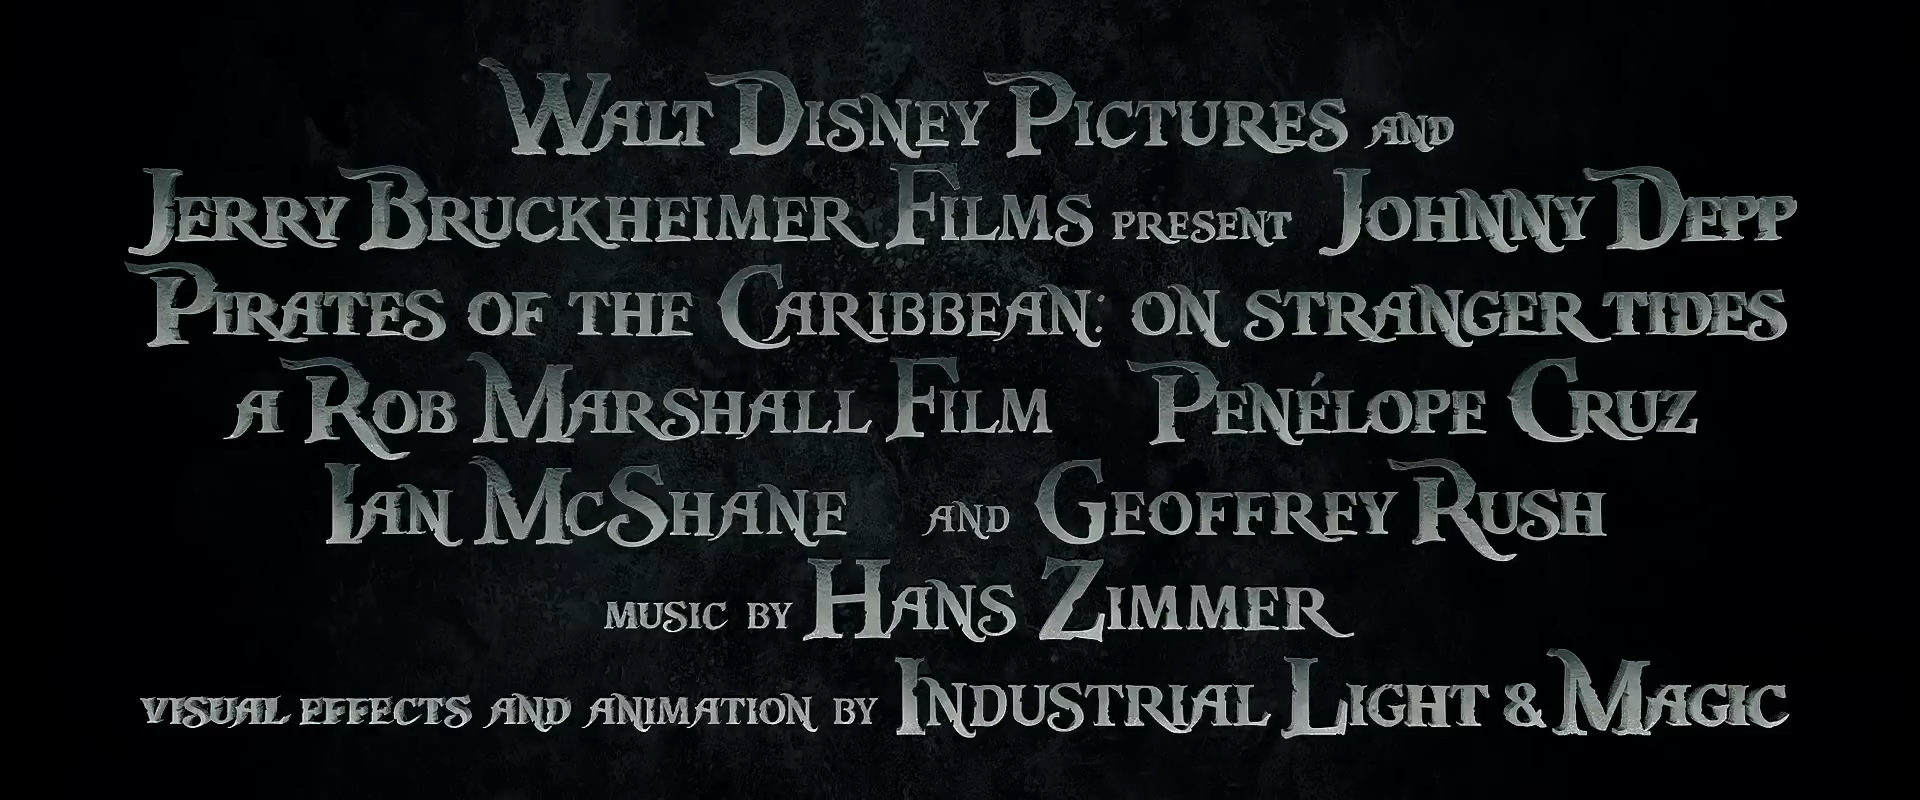 Walt Disney Pictures and
Jerry Bruckheimer Films present Johnny Depp
Pirates of the Caribbean: on stranger tides
a Rob Marshall Film Penélope Cruz
Ian McShane and Geoffrey Rush
music by Hans Zimmer
visual effects and animation by Industrial Light & Magic